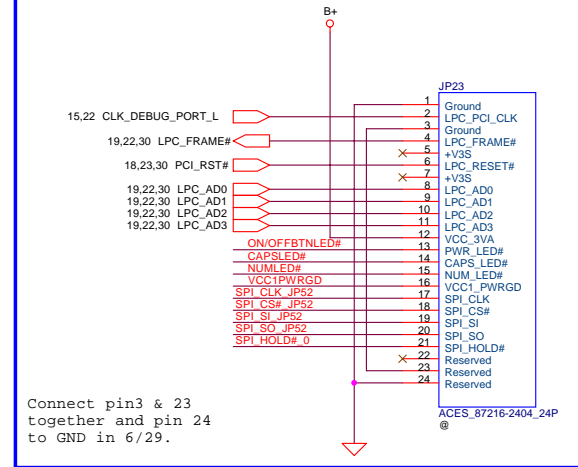 B+
JP23
1 Ground
15,22 CLK_DEBUG_PORT_L 2 LPC_PCI_CLK
3 Ground
19,22,30 LPC_FRAME# 4 LPC_FRAME#
5 +V3S
18,23,30 PCI_RST# 6 LPC_RESET#
7 +V3S
19,22,30 LPC_AD0 8 LPC_AD0
19,22,30 LPC_AD1 9 LPC_AD1
19,22,30 LPC_AD2 10 LPC_AD2
19,22,30 LPC_AD3 11 LPC_AD3
12 VCC_3VA
ON/OFFBTNLED# 13 PWR_LED#
CAPSLED# 14 CAPS_LED#
NUMLED# 15 NUM_LED#
VCC1PWRGD 16 VCC1_PWRGD
SPI_CLK_JP52 17 SPI_CLK
SPI_CS#_JP52 18 SPI_CS#
SPI_SI_JP52 19 SPI_SI
SPI_SO_JP52 20 SPI_SO
SPI_HOLD#_0 21 SPI_HOLD#
22 Reserved
23 Reserved
24 Reserved
ACES_87216-2404_24P
@
Connect pin3 & 23
together and pin 24
to GND in 6/29.